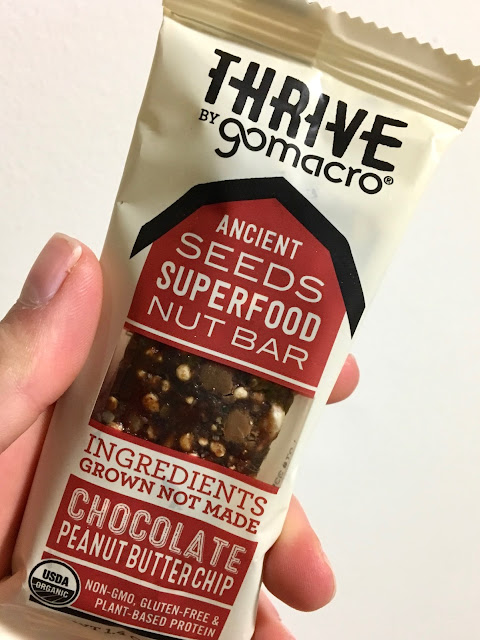 THRIVE
BY gomacro®
ANCIENT
SEEDS
SUPERFOOD
NUT BAR
INGREDIENTS
GROWN NOT MADE
CHOCOLATE
PEANUT BUTTER CHIP
USDA
ORGANIC
NON-GMO, GLUTEN-FREE &
PLANT-BASED PROTEIN